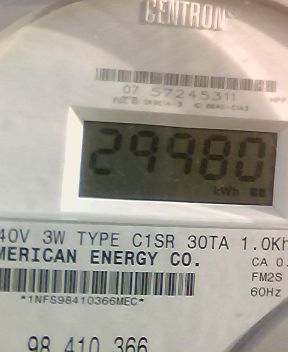 CENTRON
07 57245311
29980
kWh
40V 3W TYPE C1SR 30TA 1.0Kh
MERICAN ENERGY CO.
CA 0.
FM2S
*1NFS98410366MEC*
60Hz
98 410 366